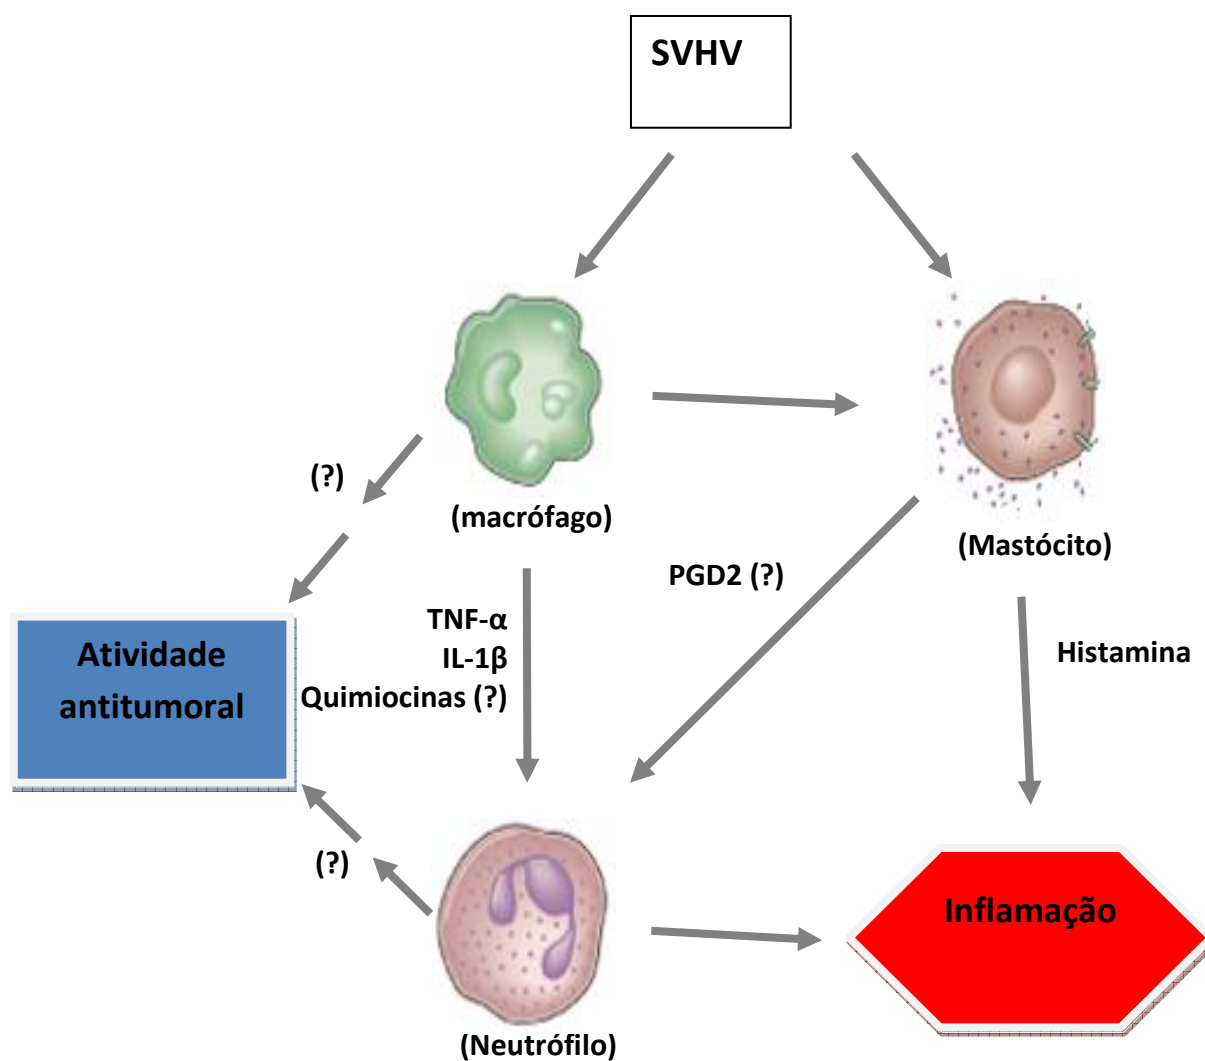 SVHV
(?)
(macrófago)
(Mastócito)
PGD2 (?)
TNF-α
IL-1β
Quimiocinas (?)
Histamina
Atividade
antitumoral
(?)
Inflamação
(Neutrófilo)